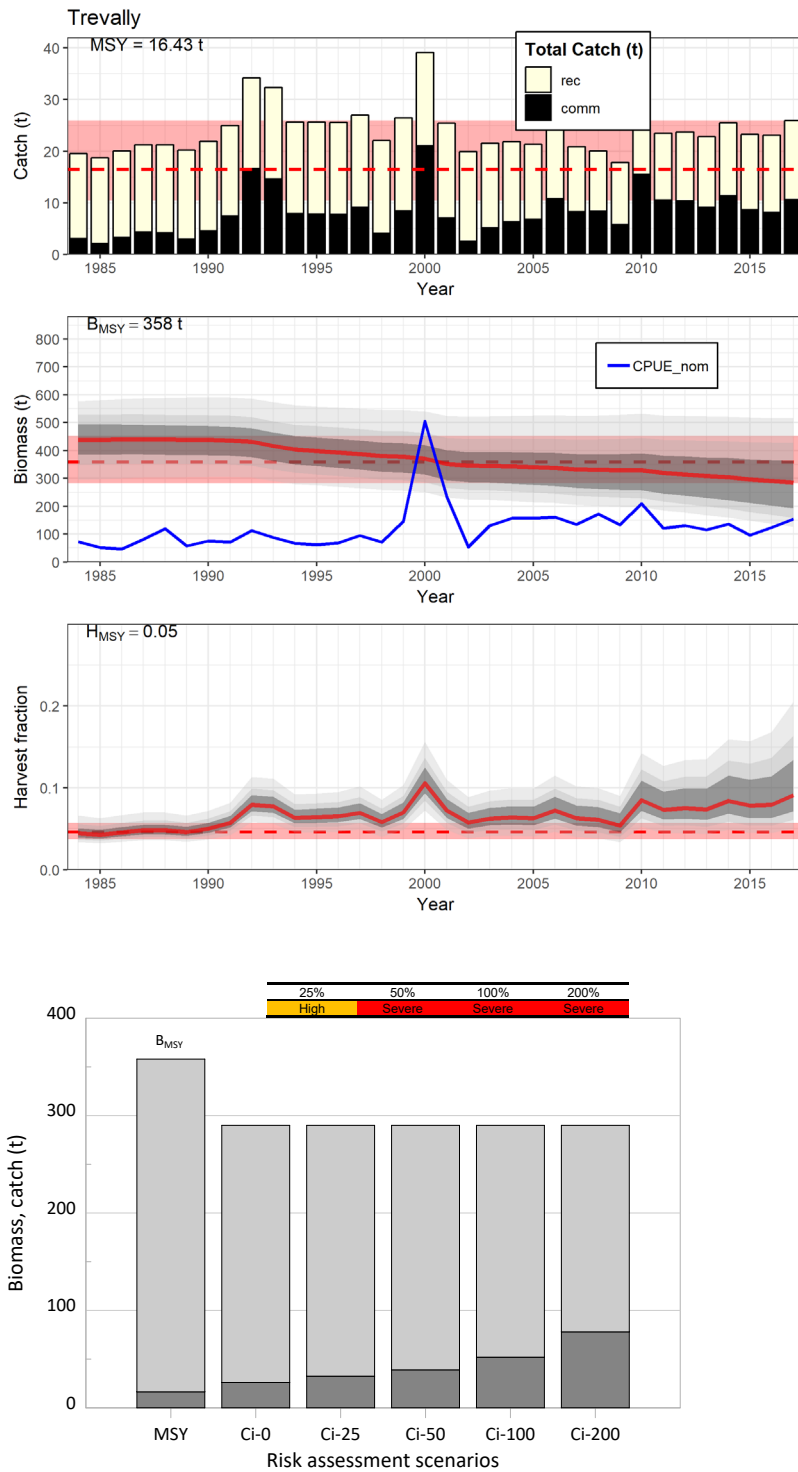 Trevally
MSY = 16.43 t
Total Catch (t)
rec
comm
Catch (t)
40
30
20
10
0
1985 1990 1995 2000 2005 2010 2015
Year
B_MSY = 358 t
CPUE_nom
Biomass (t)
800
700
600
500
400
300
200
100
0
1985 1990 1995 2000 2005 2010 2015
Year
H_MSY = 0.05
Harvest fraction
0.2
0.1
0.0
1985 1990 1995 2000 2005 2010 2015
Year
25% 50% 100% 200%
High Severe Severe Severe
B_MSY
Biomass, catch (t)
400
300
200
100
0
MSY Ci-0 Ci-25 Ci-50 Ci-100 Ci-200
Risk assessment scenarios